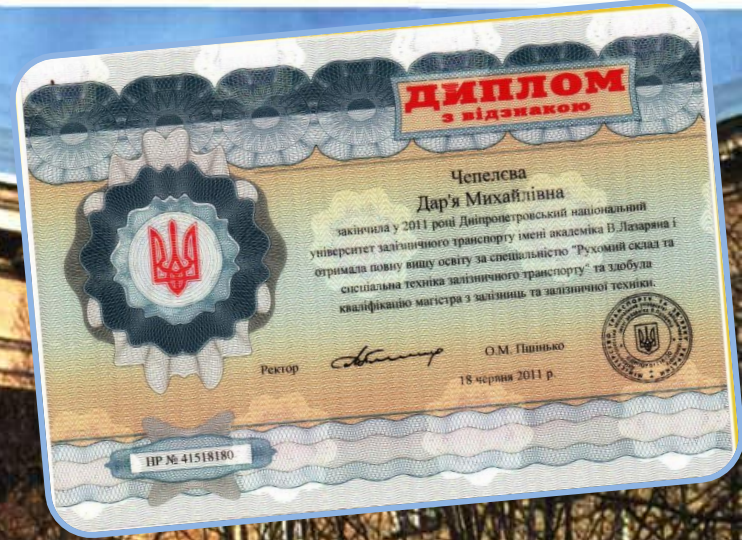 ДИПЛОМ
з відзнакою
Чепелєва
Дар'я Михайлівна
закінчила у 2011 році Дніпропетровський національний
університет залізничного транспорту імені академіка В.Лазаряна і
отримала повну вищу освіту за спеціальністю "Рухомий склад та
спеціальна техніка залізничного транспорту" та здобула
кваліфікацію магістра з залізниць та залізничної техніки.
Ректор
О.М. Пшінько
18 червня 2011 р.
НР № 41518180